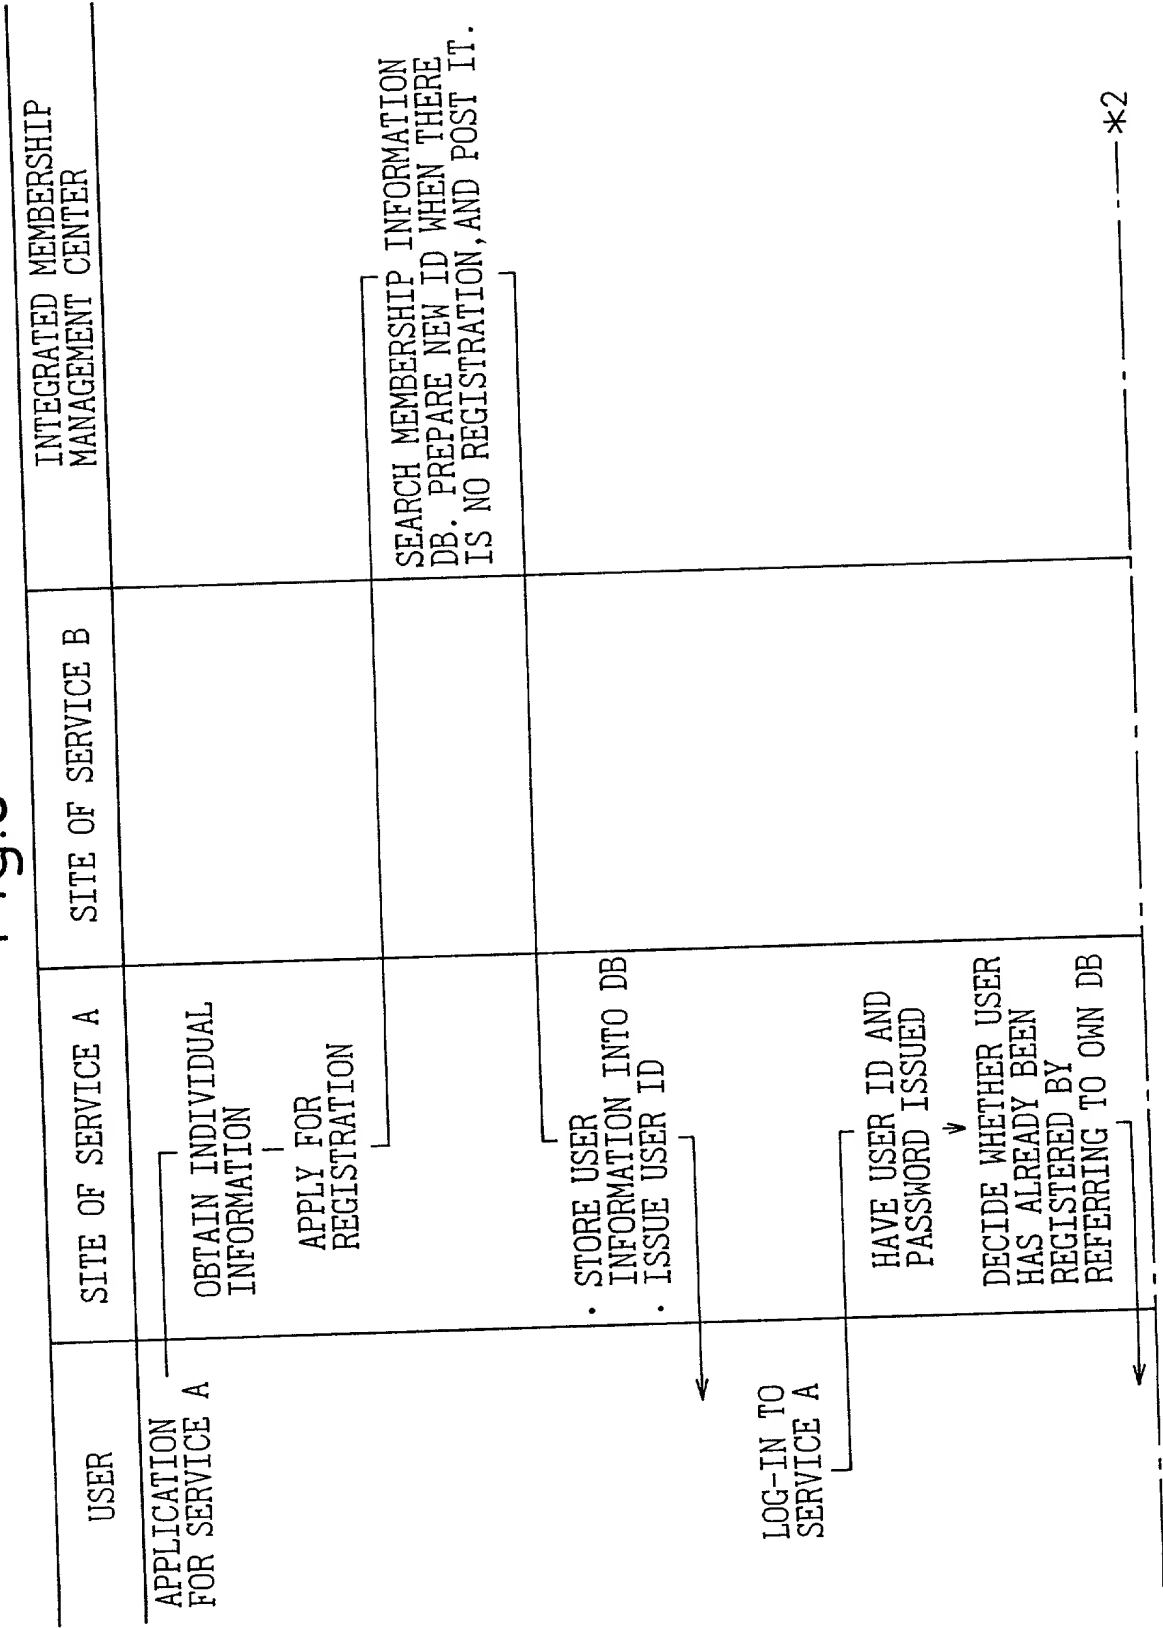 USER
SITE OF SERVICE A
SITE OF SERVICE B
INTEGRATED MEMBERSHIP
MANAGEMENT CENTER
APPLICATION
FOR SERVICE A
OBTAIN INDIVIDUAL
INFORMATION
APPLY FOR
REGISTRATION
SEARCH MEMBERSHIP INFORMATION
DB. PREPARE NEW ID WHEN THERE
IS NO REGISTRATION, AND POST IT.
· STORE USER
INFORMATION INTO DB
· ISSUE USER ID
LOG-IN TO
SERVICE A
HAVE USER ID AND
PASSWORD ISSUED
DECIDE WHETHER USER
HAS ALREADY BEEN
REGISTERED BY
REFERRING TO OWN DB
*2